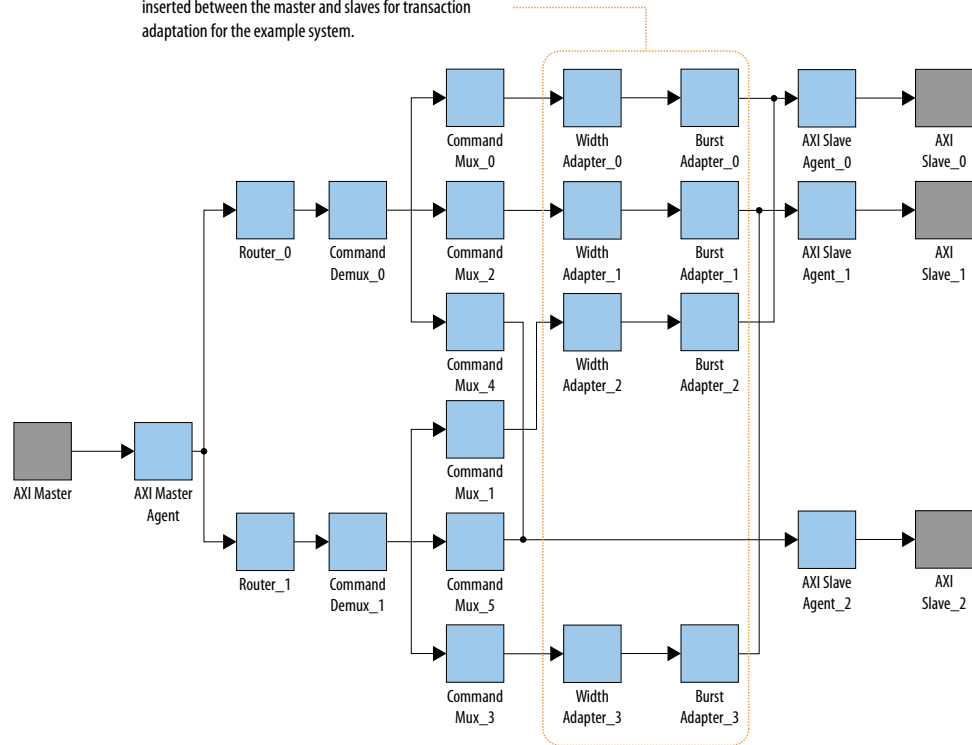 inserted between the master and slaves for transaction
adaptation for the example system.
Command
Mux_0
Width
Adapter_0
Burst
Adapter_0
AXI Slave
Agent_0
AXI
Slave_0
Router_0
Command
Demux_0
Command
Mux_2
Width
Adapter_1
Burst
Adapter_1
AXI Slave
Agent_1
AXI
Slave_1
Command
Mux_4
Width
Adapter_2
Burst
Adapter_2
AXI Master
AXI Master
Agent
Command
Mux_1
Router_1
Command
Demux_1
Command
Mux_5
AXI Slave
Agent_2
AXI
Slave_2
Command
Mux_3
Width
Adapter_3
Burst
Adapter_3